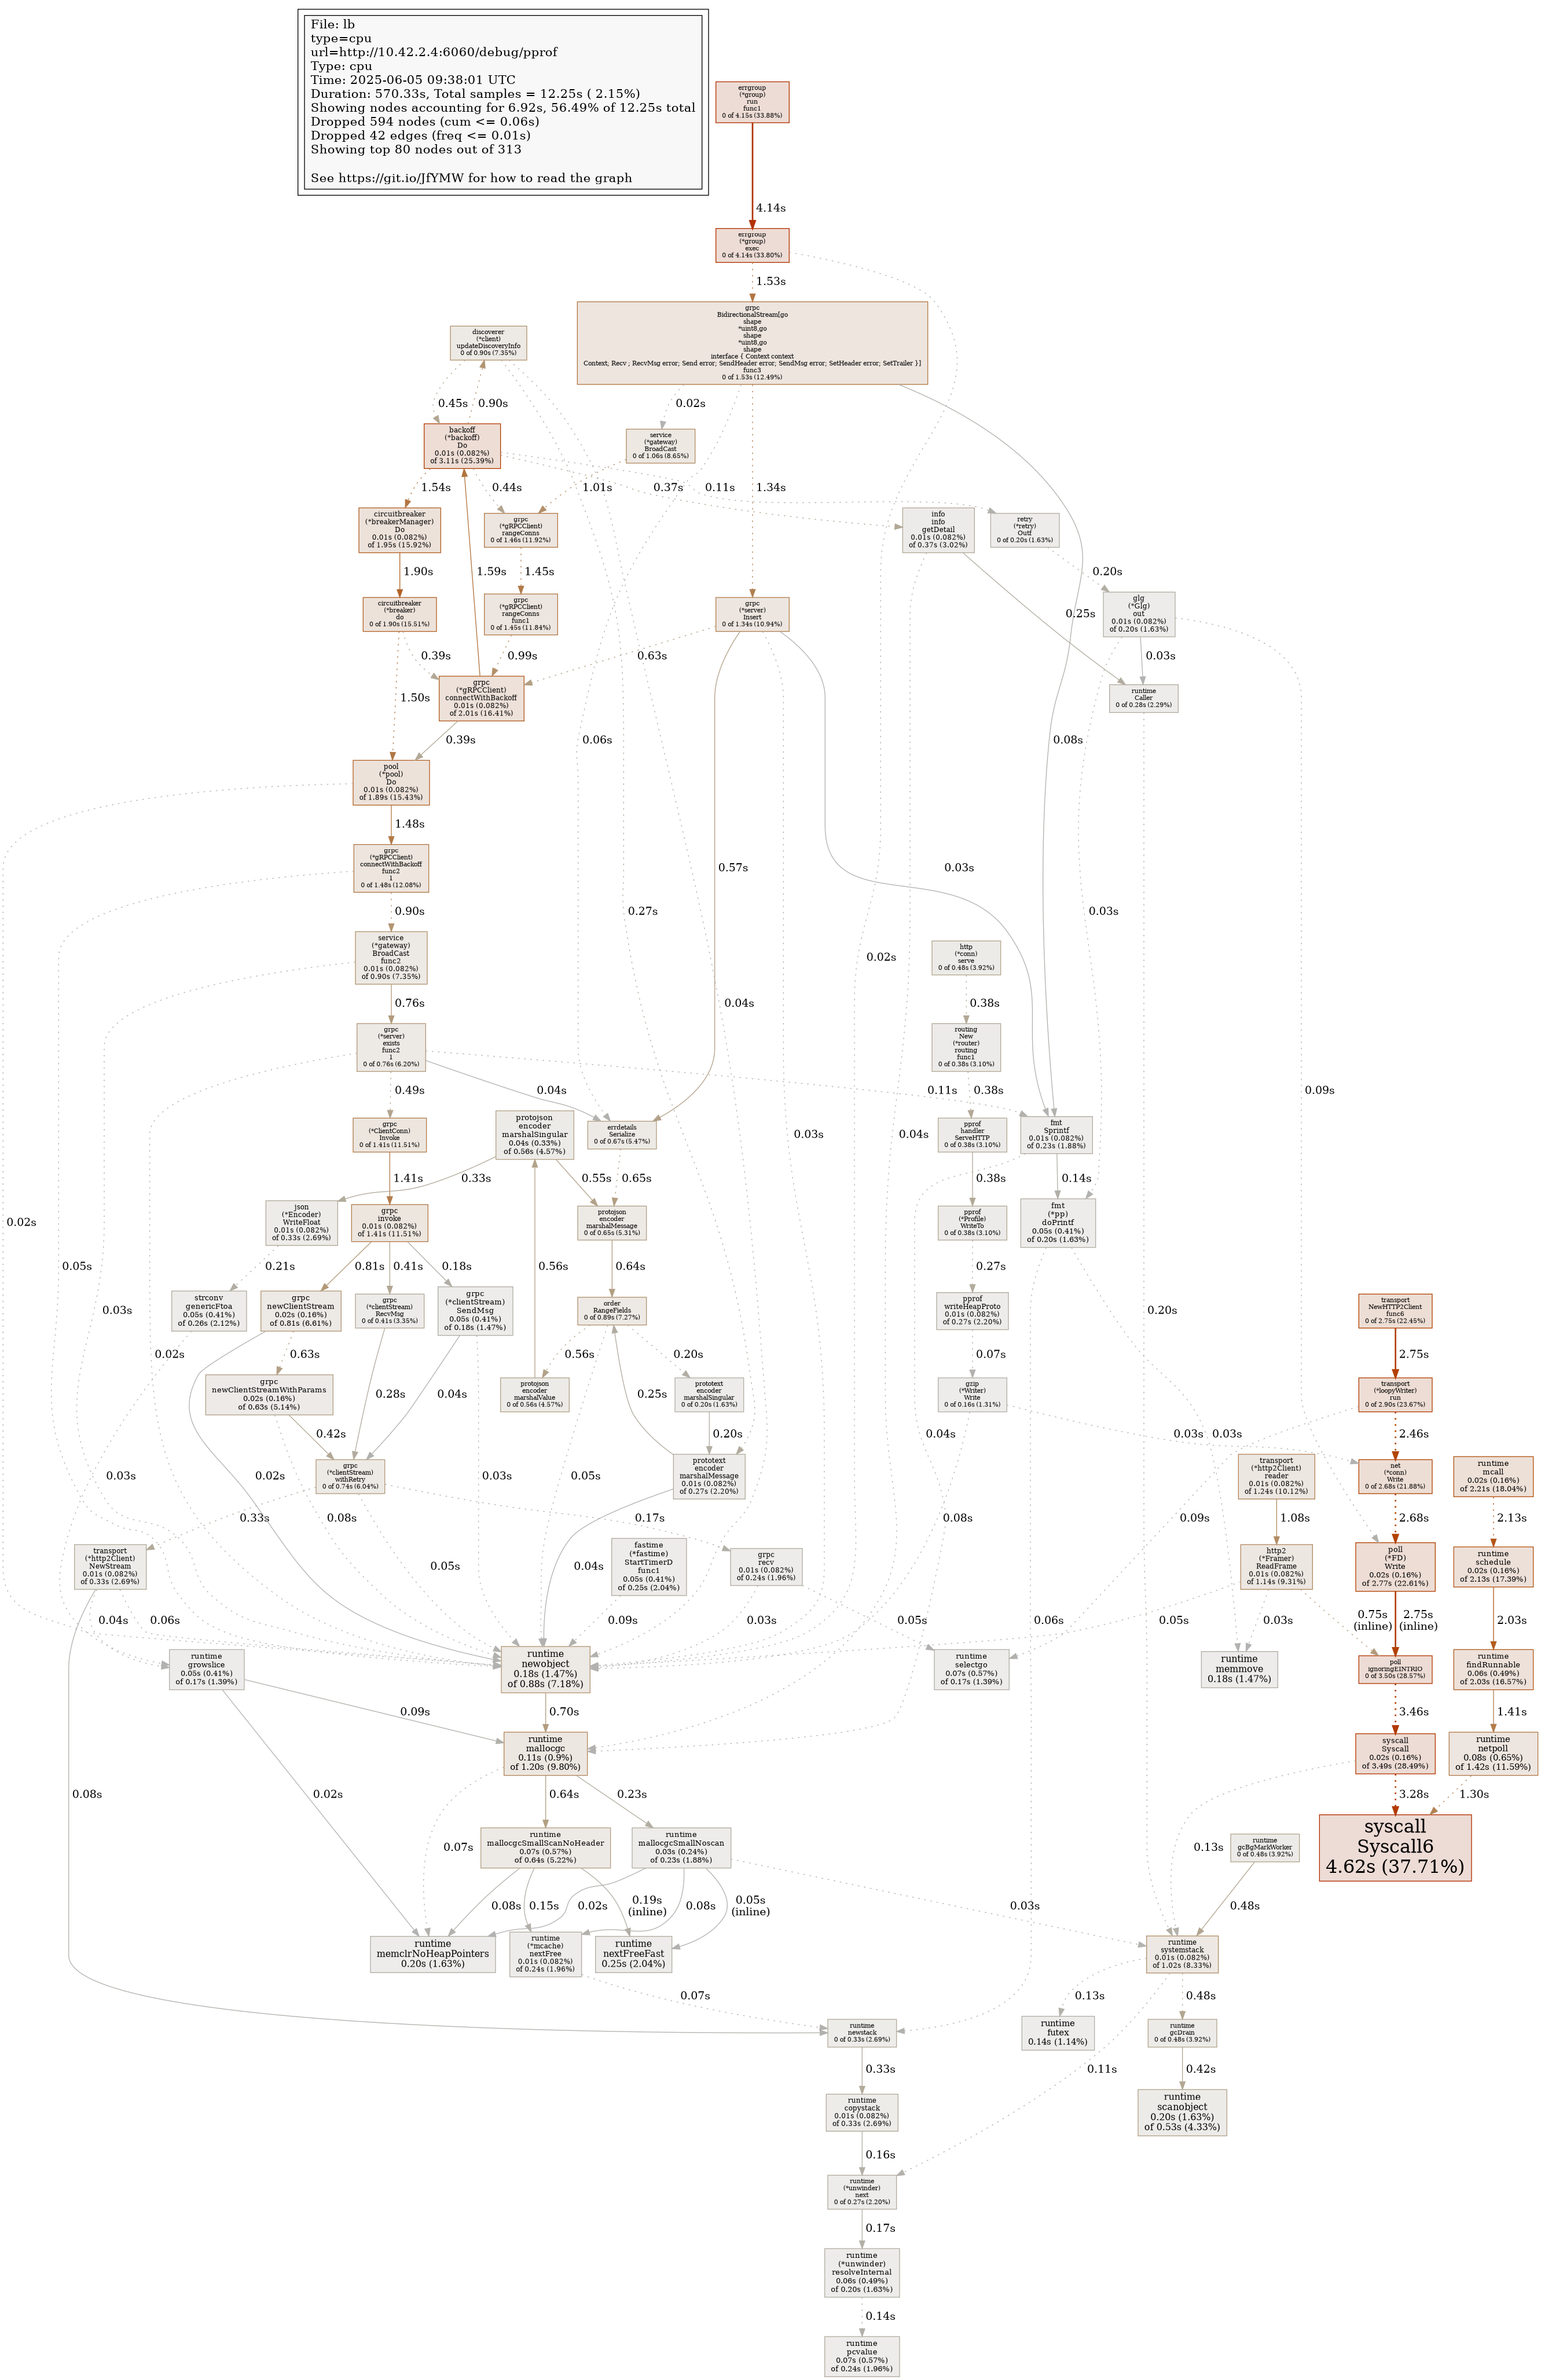 File: lb
type=cpu
url=http://10.42.2.4:6060/debug/pprof
Type: cpu
Time: 2025-06-05 09:38:01 UTC
Duration: 570.33s, Total samples = 12.25s ( 2.15%)
Showing nodes accounting for 6.92s, 56.49% of 12.25s total
Dropped 594 nodes (cum <= 0.06s)
Dropped 42 edges (freq <= 0.01s)
Showing top 80 nodes out of 313
See https://git.io/JfYMW for how to read the graph
errgroup
(*group)
run
func1
0 of 4.15s (33.88%)
4.14s
errgroup
(*group)
exec
0 of 4.14s (33.80%)
1.53s
grpc
BidirectionalStream[go
shape
*uint8,go
shape
*uint8,go
shape
interface { Context context
Context; Recv ; RecvMsg error; Send error; SendHeader error; SendMsg error; SetHeader error; SetTrailer }]
func3
0 of 1.53s (12.49%)
discoverer
(*client)
updateDiscoveryInfo
0 of 0.90s (7.35%)
0.45s
0.90s
0.02s
backoff
(*backoff)
Do
0.01s (0.082%)
of 3.11s (25.39%)
service
(*gateway)
BroadCast
0 of 1.06s (8.65%)
1.54s
0.44s
1.01s
0.37s
0.11s
1.34s
circuitbreaker
(*breakerManager)
Do
0.01s (0.082%)
of 1.95s (15.92%)
grpc
(*gRPCClient)
rangeConns
0 of 1.46s (11.92%)
info
info
getDetail
0.01s (0.082%)
of 0.37s (3.02%)
retry
(*retry)
Outf
0 of 0.20s (1.63%)
1.90s
1.59s
1.45s
0.20s
circuitbreaker
(*breaker)
do
0 of 1.90s (15.51%)
grpc
(*gRPCClient)
rangeConns
func1
0 of 1.45s (11.84%)
grpc
(*server)
Insert
0 of 1.34s (10.94%)
0.25s
glg
(*Glg)
out
0.01s (0.082%)
of 0.20s (1.63%)
0.39s
0.99s
0.63s
0.03s
grpc
(*gRPCClient)
connectWithBackoff
0.01s (0.082%)
of 2.01s (16.41%)
runtime
Caller
0 of 0.28s (2.29%)
1.50s
0.39s
0.06s
0.08s
pool
(*pool)
Do
0.01s (0.082%)
of 1.89s (15.43%)
1.48s
grpc
(*gRPCClient)
connectWithBackoff
func2
1
0 of 1.48s (12.08%)
0.57s
0.03s
0.90s
0.27s
0.03s
service
(*gateway)
BroadCast
func2
0.01s (0.082%)
of 0.90s (7.35%)
http
(*conn)
serve
0 of 0.48s (3.92%)
0.02s
0.76s
0.04s
0.38s
grpc
(*server)
exists
func2
1
0 of 0.76s (6.20%)
routing
New
(*router)
routing
func1
0 of 0.38s (3.10%)
0.49s
0.04s
0.11s
0.38s
0.09s
grpc
(*ClientConn)
Invoke
0 of 1.41s (11.51%)
protojson
encoder
marshalSingular
0.04s (0.33%)
of 0.56s (4.57%)
errdetails
Serialize
0 of 0.67s (5.47%)
0.03s
0.04s
pprof
handler
ServeHTTP
0 of 0.38s (3.10%)
fmt
Sprintf
0.01s (0.082%)
of 0.23s (1.88%)
1.41s
0.33s
0.55s
0.65s
0.38s
0.14s
0.02s
json
(*Encoder)
WriteFloat
0.01s (0.082%)
of 0.33s (2.69%)
grpc
invoke
0.01s (0.082%)
of 1.41s (11.51%)
protojson
encoder
marshalMessage
0 of 0.65s (5.31%)
pprof
(*Profile)
WriteTo
0 of 0.38s (3.10%)
fmt
(*pp)
doPrintf
0.05s (0.41%)
of 0.20s (1.63%)
0.05s
0.21s
0.81s
0.41s
0.18s
0.56s
0.64s
0.27s
0.03s
strconv
genericFtoa
0.05s (0.41%)
of 0.26s (2.12%)
grpc
newClientStream
0.02s (0.16%)
of 0.81s (6.61%)
grpc
(*clientStream)
RecvMsg
0 of 0.41s (3.35%)
grpc
(*clientStream)
SendMsg
0.05s (0.41%)
of 0.18s (1.47%)
order
RangeFields
0 of 0.89s (7.27%)
pprof
writeHeapProto
0.01s (0.082%)
of 0.27s (2.20%)
0.20s
transport
NewHTTP2Client
func6
0 of 2.75s (22.45%)
0.02s
0.63s
0.56s
0.20s
0.07s
2.75s
grpc
newClientStreamWithParams
0.02s (0.16%)
of 0.63s (5.14%)
0.28s
0.04s
protojson
encoder
marshalValue
0 of 0.56s (4.57%)
0.25s
prototext
encoder
marshalSingular
0 of 0.20s (1.63%)
gzip
(*Writer)
Write
0 of 0.16s (1.31%)
transport
(*loopyWriter)
run
0 of 2.90s (23.67%)
0.42s
0.20s
0.04s
0.03s
0.03s
2.46s
0.03s
0.02s
grpc
(*clientStream)
withRetry
0 of 0.74s (6.04%)
0.03s
0.05s
prototext
encoder
marshalMessage
0.01s (0.082%)
of 0.27s (2.20%)
transport
(*http2Client)
reader
0.01s (0.082%)
of 1.24s (10.12%)
net
(*conn)
Write
0 of 2.68s (21.88%)
runtime
mcall
0.02s (0.16%)
of 2.21s (18.04%)
0.33s
0.08s
0.17s
0.08s
0.09s
1.08s
2.68s
2.13s
transport
(*http2Client)
NewStream
0.01s (0.082%)
of 0.33s (2.69%)
0.05s
0.04s
fastime
(*fastime)
StartTimerD
func1
0.05s (0.41%)
of 0.25s (2.04%)
grpc
recv
0.01s (0.082%)
of 0.24s (1.96%)
http2
(*Framer)
ReadFrame
0.01s (0.082%)
of 1.14s (9.31%)
poll
(*FD)
Write
0.02s (0.16%)
of 2.77s (22.61%)
runtime
schedule
0.02s (0.16%)
of 2.13s (17.39%)
0.04s
0.06s
0.09s
0.03s
0.05s
0.06s
0.05s
0.03s
0.75s
(inline)
2.75s
(inline)
2.03s
runtime
growslice
0.05s (0.41%)
of 0.17s (1.39%)
runtime
newobject
0.18s (1.47%)
of 0.88s (7.18%)
runtime
selectgo
0.07s (0.57%)
of 0.17s (1.39%)
runtime
memmove
0.18s (1.47%)
poll
ignoringEINTRIO
0 of 3.50s (28.57%)
runtime
findRunnable
0.06s (0.49%)
of 2.03s (16.57%)
0.09s
0.70s
3.46s
1.41s
runtime
mallocgc
0.11s (0.9%)
of 1.20s (9.80%)
syscall
Syscall
0.02s (0.16%)
of 3.49s (28.49%)
runtime
netpoll
0.08s (0.65%)
of 1.42s (11.59%)
0.08s
0.02s
0.64s
0.23s
3.28s
1.30s
0.07s
runtime
mallocgcSmallScanNoHeader
0.07s (0.57%)
of 0.64s (5.22%)
runtime
mallocgcSmallNoscan
0.03s (0.24%)
of 0.23s (1.88%)
0.13s
runtime
gcBgMarkWorker
0 of 0.48s (3.92%)
syscall
Syscall6
4.62s (37.71%)
0.08s
0.15s
0.02s
0.19s
(inline)
0.08s
0.05s
(inline)
0.03s
0.48s
runtime
memclrNoHeapPointers
0.20s (1.63%)
runtime
(*mcache)
nextFree
0.01s (0.082%)
of 0.24s (1.96%)
runtime
nextFreeFast
0.25s (2.04%)
runtime
systemstack
0.01s (0.082%)
of 1.02s (8.33%)
0.07s
0.13s
0.48s
runtime
newstack
0 of 0.33s (2.69%)
runtime
futex
0.14s (1.14%)
runtime
gcDrain
0 of 0.48s (3.92%)
0.33s
0.11s
0.42s
runtime
copystack
0.01s (0.082%)
of 0.33s (2.69%)
runtime
scanobject
0.20s (1.63%)
of 0.53s (4.33%)
0.16s
runtime
(*unwinder)
next
0 of 0.27s (2.20%)
0.17s
runtime
(*unwinder)
resolveInternal
0.06s (0.49%)
of 0.20s (1.63%)
0.14s
runtime
pcvalue
0.07s (0.57%)
of 0.24s (1.96%)